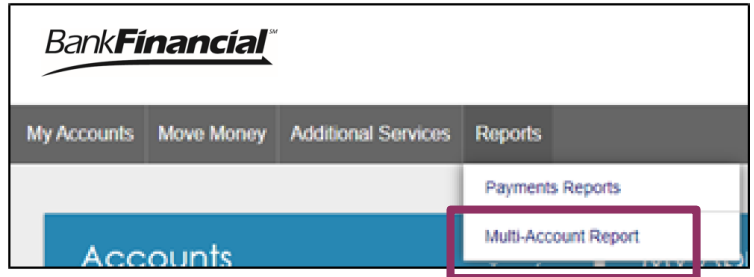 BankFinancial℠
My Accounts Move Money Additional Services Reports
Payments Reports
Multi-Account Report
Accounts